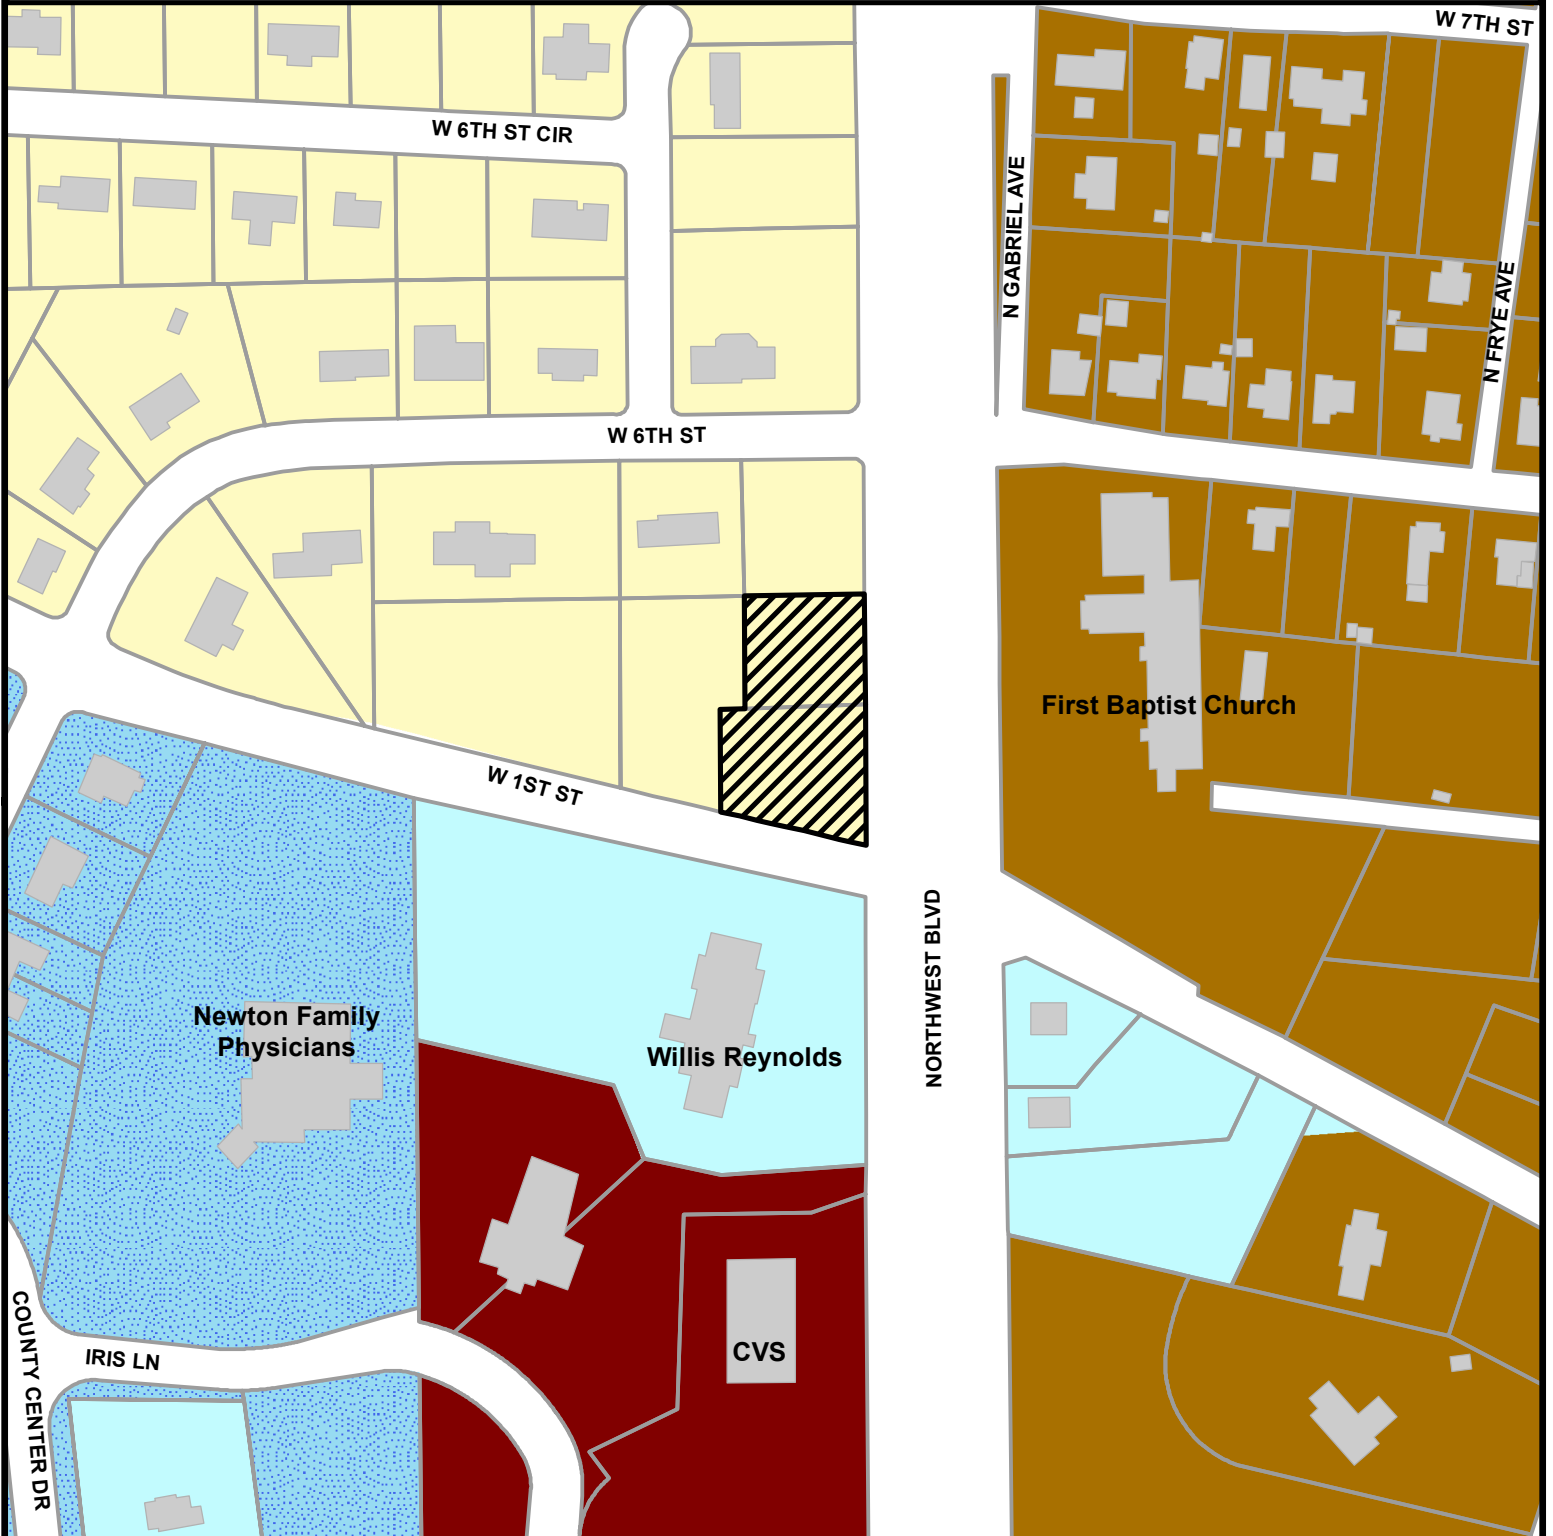 W 7TH ST
W 6TH ST CIR
N GABRIEL AVE
N FRYE AVE
W 6TH ST
First Baptist Church
W 1ST ST
NORTHWEST BLVD
Newton Family
Physicians
Willis Reynolds
CVS
COUNTY CENTER DR
IRIS LN